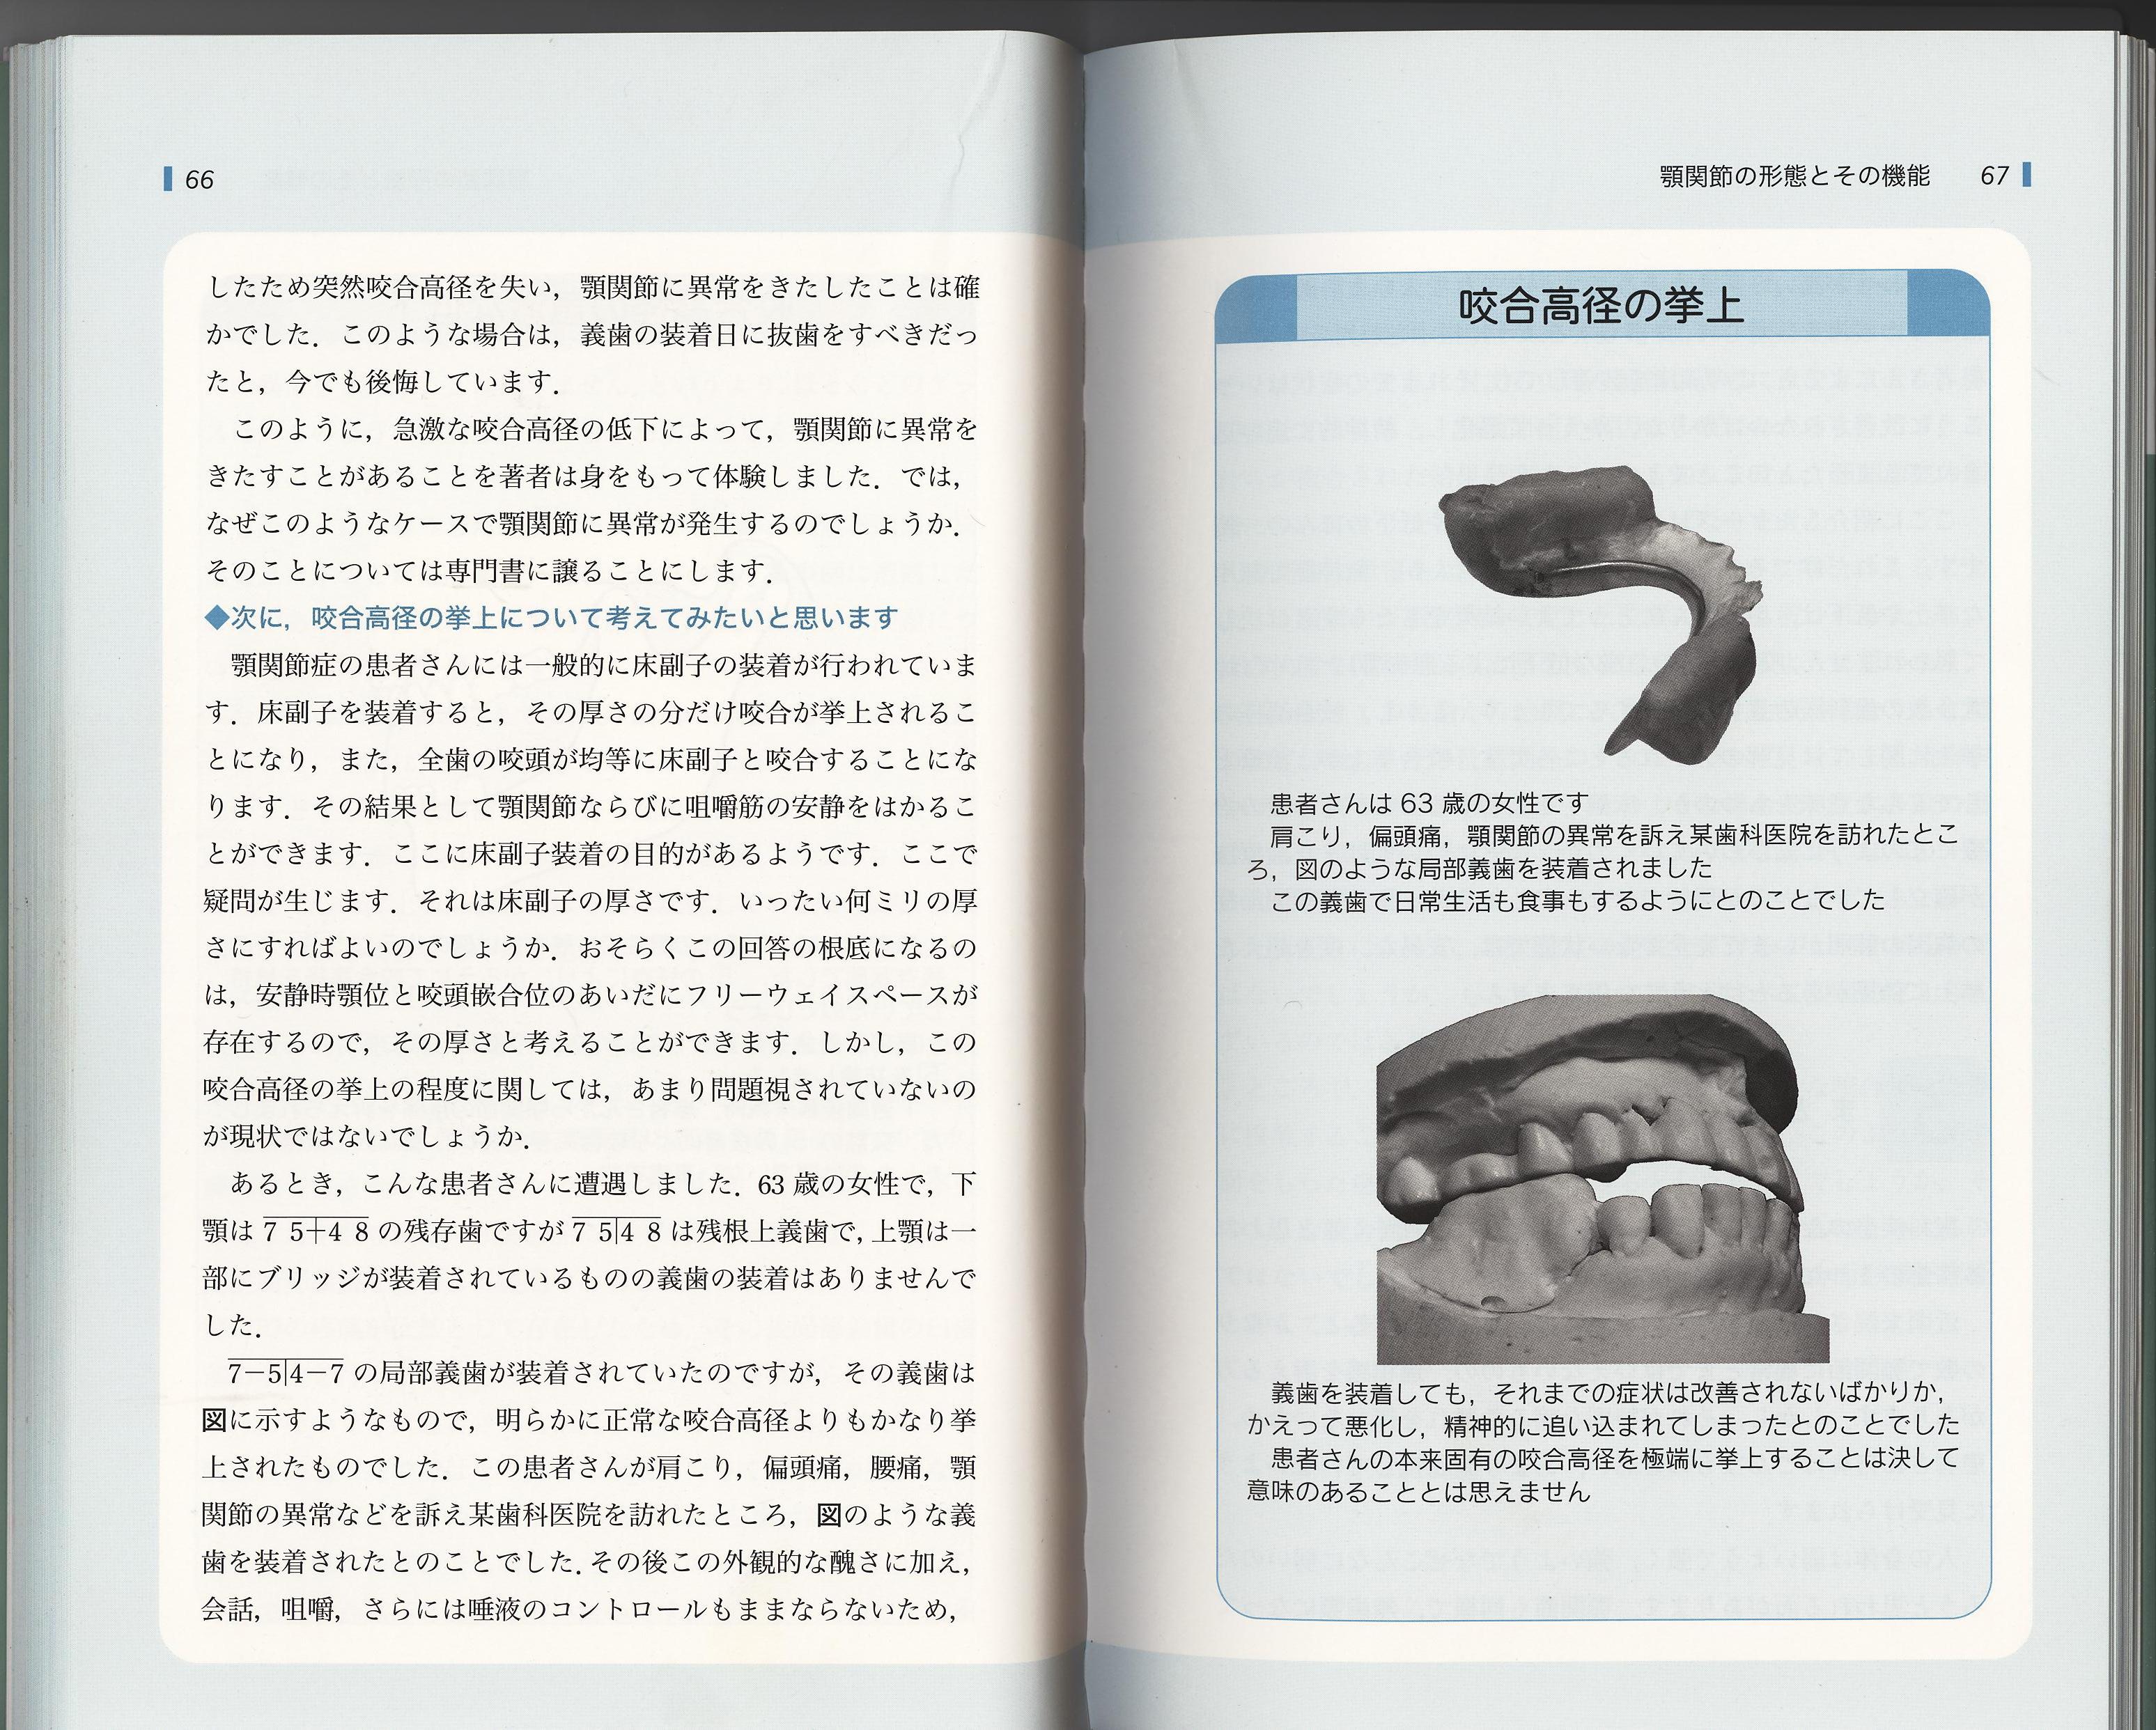 66
したため突然咬合高径を失い，顎関節に異常をきたしたことは確
かでした．このような場合は，義歯の装着日に抜歯をすべきだっ
たと，今でも後悔しています．
このように，急激な咬合高径の低下によって，顎関節に異常を
きたすことがあることを著者は身をもって体験しました．では，
なぜこのようなケースで顎関節に異常が発生するのでしょうか．
そのことについては専門書に譲ることにします．
◆次に，咬合高径の挙上について考えてみたいと思います
顎関節症の患者さんには一般的に床副子の装着が行われていま
す．床副子を装着すると，その厚さの分だけ咬合が挙上されるこ
とになり，また，全歯の咬頭が均等に床副子と咬合することにな
ります．その結果として顎関節ならびに咀嚼筋の安静をはかるこ
とができます．ここに床副子装着の目的があるようです．ここで
疑問が生じます．それは床副子の厚さです．いったい何ミリの厚
さにすればよいのでしょうか．おそらくこの回答の根底になるの
は，安静時顎位と咬頭嵌合位のあいだにフリーウェイスペースが
存在するので，その厚さと考えることができます．しかし，この
咬合高径の挙上の程度に関しては，あまり問題視されていないの
が現状ではないでしょうか．
あるとき，こんな患者さんに遭遇しました．63 歳の女性で，下
顎は 7 5+4 8 の残存歯ですが 7 5|4 8 は残根上義歯で，上顎は一
部にブリッジが装着されているものの義歯の装着はありませんで
した．
7−5|4−7 の局部義歯が装着されていたのですが，その義歯は
図に示すようなもので，明らかに正常な咬合高径よりもかなり挙
上されたものでした．この患者さんが肩こり，偏頭痛，腰痛，顎
関節の異常などを訴え某歯科医院を訪れたところ，図のような義
歯を装着されたとのことでした．その後この外観的な醜さに加え，
会話，咀嚼，さらには唾液のコントロールもままならないため，
顎関節の形態とその機能 67
咬合高径の挙上
患者さんは 63 歳の女性です
肩こり，偏頭痛，顎関節の異常を訴え某歯科医院を訪れたとこ
ろ，図のような局部義歯を装着されました
この義歯で日常生活も食事もするようにとのことでした
義歯を装着しても，それまでの症状は改善されないばかりか，
かえって悪化し，精神的に追い込まれてしまったとのことでした
患者さんの本来固有の咬合高径を極端に挙上することは決して
意味のあることとは思えません